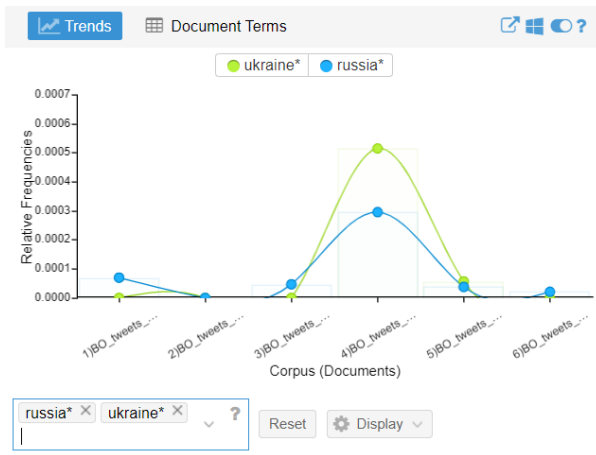 Trends Document Terms ?
ukraine* russia*
0.0007
0.0006
0.0005
0.0004
0.0003
0.0002
0.0001
0.0000
Relative Frequencies
1)BO_tweets_... 2)BO_tweets_... 3)BO_tweets_... 4)BO_tweets_... 5)BO_tweets_... 6)BO_tweets_...
Corpus (Documents)
russia* × ukraine* × ? Reset Display